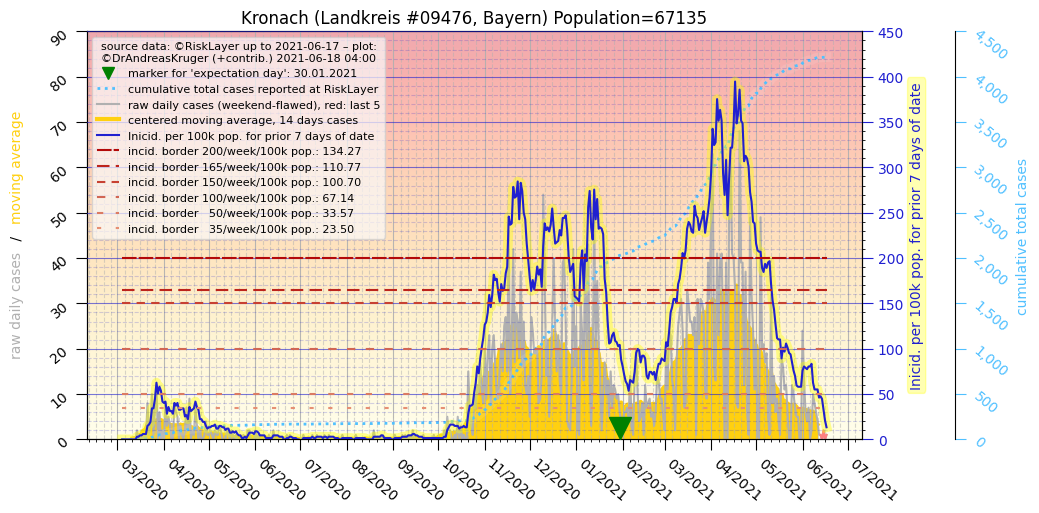 Kronach (Landkreis #09476, Bayern) Population=67135
source data: ©RiskLayer up to 2021-06-17 – plot:
©DrAndreasKruger (+contrib.) 2021-06-18 04:00
marker for 'expectation day': 30.01.2021
cumulative total cases reported at RiskLayer
raw daily cases (weekend-flawed), red: last 5
centered moving average, 14 days cases
Inicid. per 100k pop. for prior 7 days of date
incid. border 200/week/100k pop.: 134.27
incid. border 165/week/100k pop.: 110.77
incid. border 150/week/100k pop.: 100.70
incid. border 100/week/100k pop.: 67.14
incid. border   50/week/100k pop.: 33.57
incid. border   35/week/100k pop.: 23.50
raw daily cases / moving average
90
80
70
60
50
40
30
20
10
0
03/2020
04/2020
05/2020
06/2020
07/2020
08/2020
09/2020
10/2020
11/2020
12/2020
01/2021
02/2021
03/2021
04/2021
05/2021
06/2021
07/2021
450
400
350
300
250
200
150
100
50
0
Inicid. per 100k pop. for prior 7 days of date
4,500
4,000
3,500
3,000
2,500
2,000
1,500
1,000
500
0
cumulative total cases